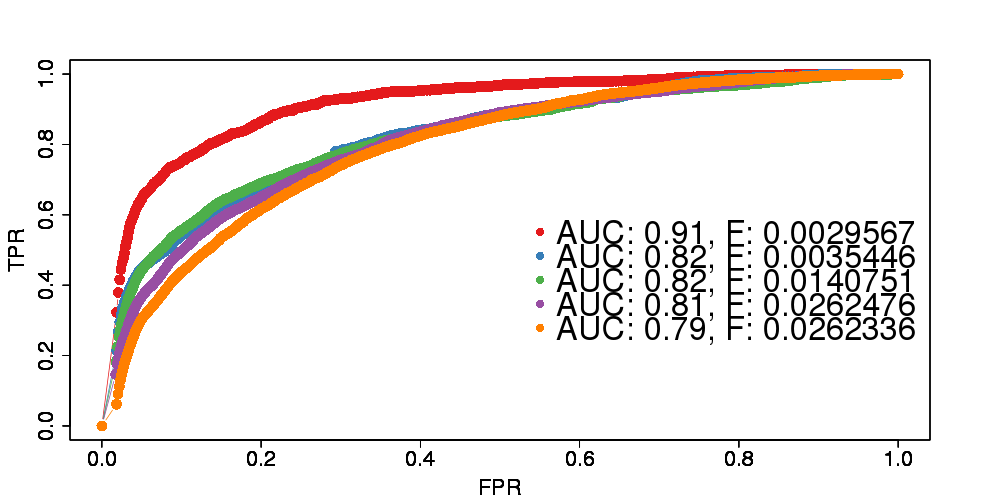 1.0
0.8
0.6
0.4
0.2
0.0
TPR
AUC: 0.91, F: 0.0029567
AUC: 0.82, F: 0.0035446
AUC: 0.82, F: 0.0140751
AUC: 0.81, F: 0.0262476
AUC: 0.79, F: 0.0262336
0.0 0.2 0.4 0.6 0.8 1.0
FPR